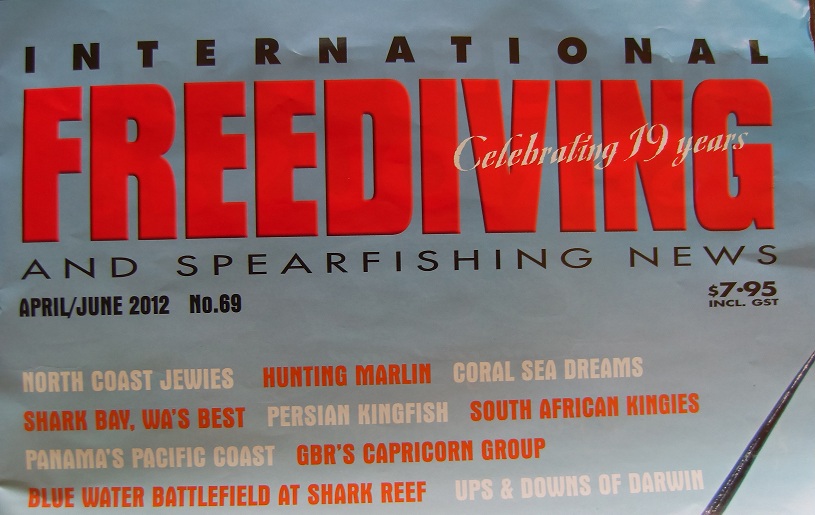 INTERNATIONAL
FREEDIVING
Celebrating 19 years
AND SPEARFISHING NEWS
APRIL/JUNE 2012 No.69
$7.95
INCL. GST
NORTH COAST JEWIES HUNTING MARLIN CORAL SEA DREAMS
SHARK BAY, WA'S BEST PERSIAN KINGFISH SOUTH AFRICAN KINGIES
PANAMA'S PACIFIC COAST GBR'S CAPRICORN GROUP
BLUE WATER BATTLEFIELD AT SHARK REEF UPS & DOWNS OF DARWIN